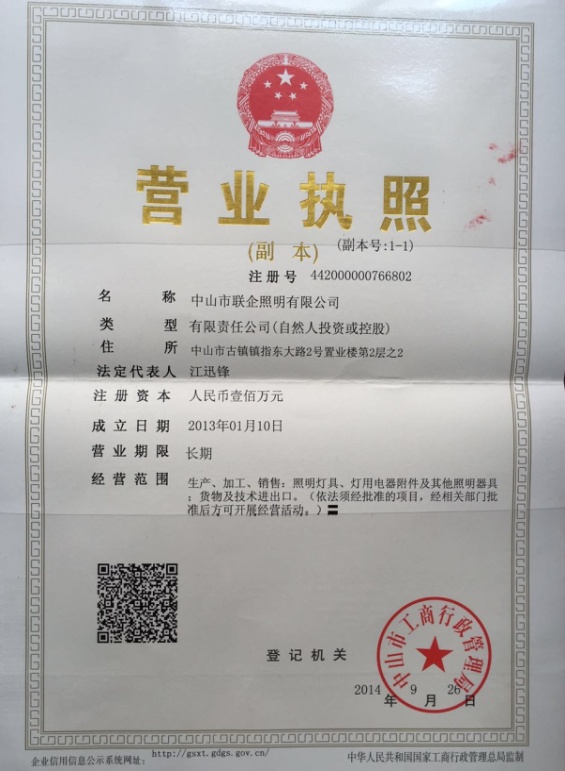 营业执照
(副 本) (副本号:1-1)
注册号 442000000766802
名 称 中山市联企照明有限公司
类 型 有限责任公司(自然人投资或控股)
住 所 中山市古镇镇指东大路2号置业楼第2层之2
法定代表人 江迅锋
注册资本 人民币壹佰万元
成立日期 2013年01月10日
营业期限 长期
经营范围 生产、加工、销售：照明灯具、灯用电器附件及其他照明器具
；货物及技术进出口。（依法须经批准的项目，经相关部门批
准后方可开展经营活动。）
登记机关
中山市工商行政管理局
2014年 9月 26日
企业信用信息公示系统网址： http://gsxt.gdgs.gov.cn/
中华人民共和国国家工商行政管理总局监制